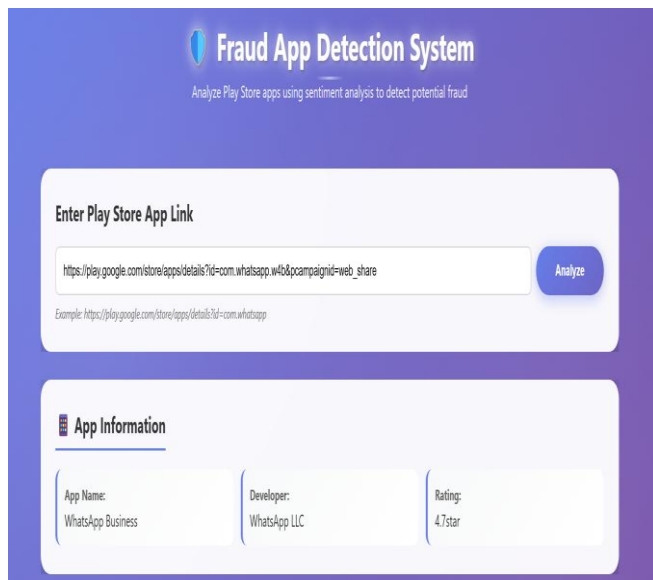 Fraud App Detection System
Analyze Play Store apps using sentiment analysis to detect potential fraud
Enter Play Store App Link
https://play.google.com/store/apps/details?id=com.whatsapp.w4b&pcampaignid=web_share
Analyze
Example: https://play.google.com/store/apps/details?id=com.whatsapp
App Information
App Name:
WhatsApp Business
Developer:
WhatsApp LLC
Rating:
4.7star